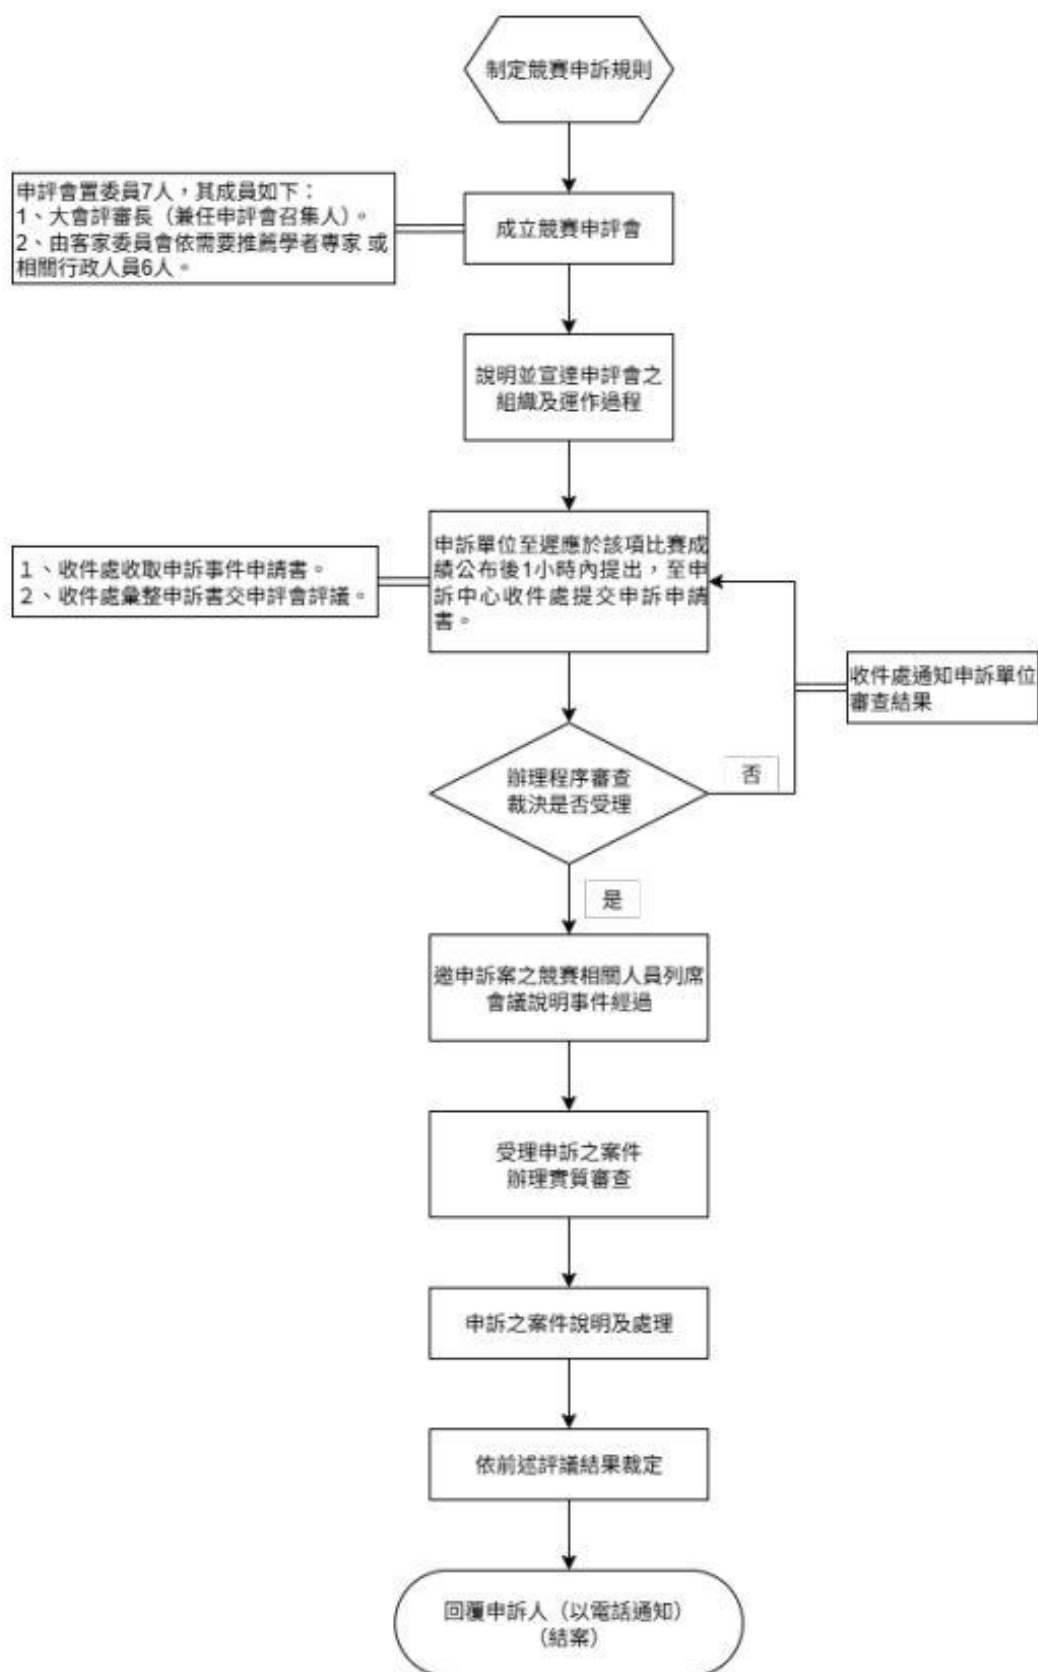 制定競賽申訴規則
申評會置委員7人，其成員如下：
1、大會評審長（兼任申評會召集人）。
2、由客家委員會依需要推薦學者專家 或
相關行政人員6人。
成立競賽申評會
說明並宣達申評會之
組織及運作過程
申訴單位至遲應於該項比賽成
績公布後1小時內提出，至申
訴中心收件處提交申訴申請
書。
１、收件處收取申訴事件申請書。
２、收件處彙整申訴書交申評會評議。
收件處通知申訴單位
審查結果
辦理程序審查
裁決是否受理
否
是
邀申訴案之競賽相關人員列席
會議說明事件經過
受理申訴之案件
辦理實質審查
申訴之案件說明及處理
依前述評議結果裁定
回覆申訴人（以電話通知）
（結案）